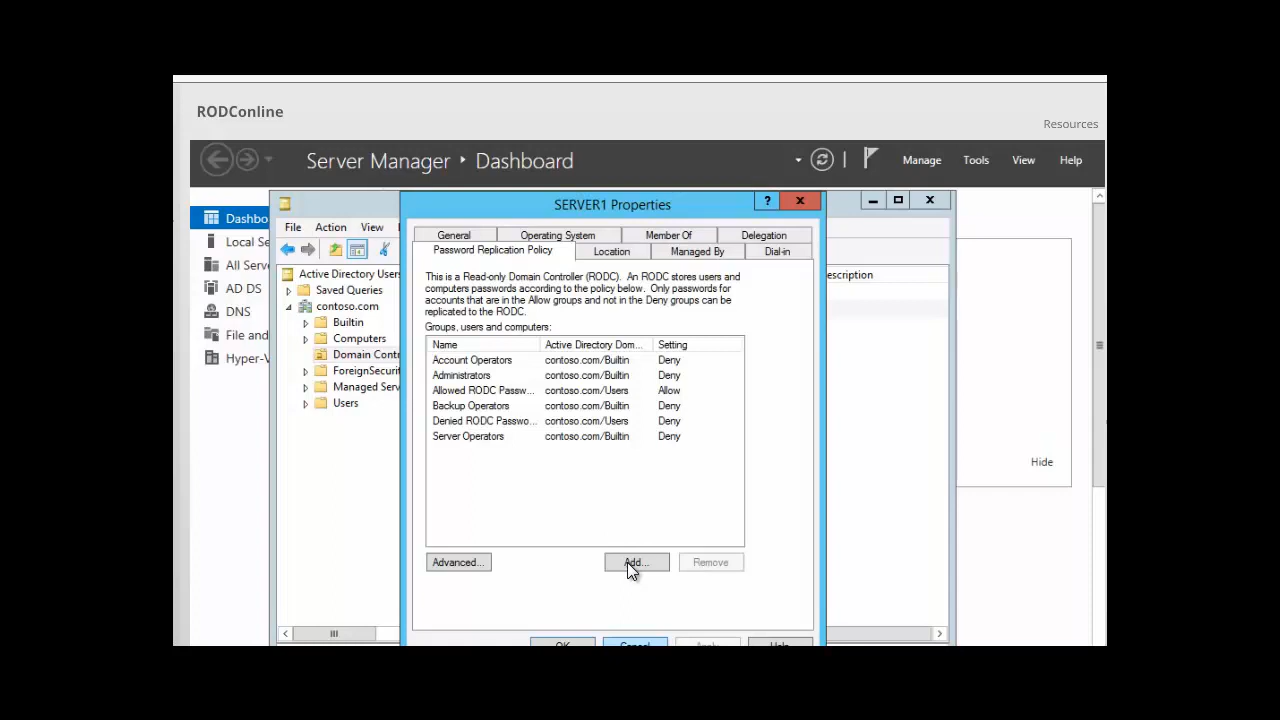 RODConline
Resources
Server Manager ‣ Dashboard
Manage Tools View Help
Dashbo
Local Se
All Serve
AD DS
DNS
File and
Hyper-V
File Action View
Active Directory Users
Saved Queries
contoso.com
Builtin
Computers
Domain Contr
ForeignSecurit
Managed Serv
Users
SERVER1 Properties
?
General Operating System Member Of Delegation
Password Replication Policy Location Managed By Dial-in
This is a Read-only Domain Controller (RODC). An RODC stores users and
computers passwords according to the policy below. Only passwords for
accounts that are in the Allow groups and not in the Deny groups can be
replicated to the RODC.
Groups, users and computers:
Name Active Directory Dom... Setting
Account Operators contoso.com/Builtin Deny
Administrators contoso.com/Builtin Deny
Allowed RODC Passw... contoso.com/Users Allow
Backup Operators contoso.com/Builtin Deny
Denied RODC Passwo... contoso.com/Users Deny
Server Operators contoso.com/Builtin Deny
Advanced... Add... Remove
OK Cancel Apply Help
escription
Hide